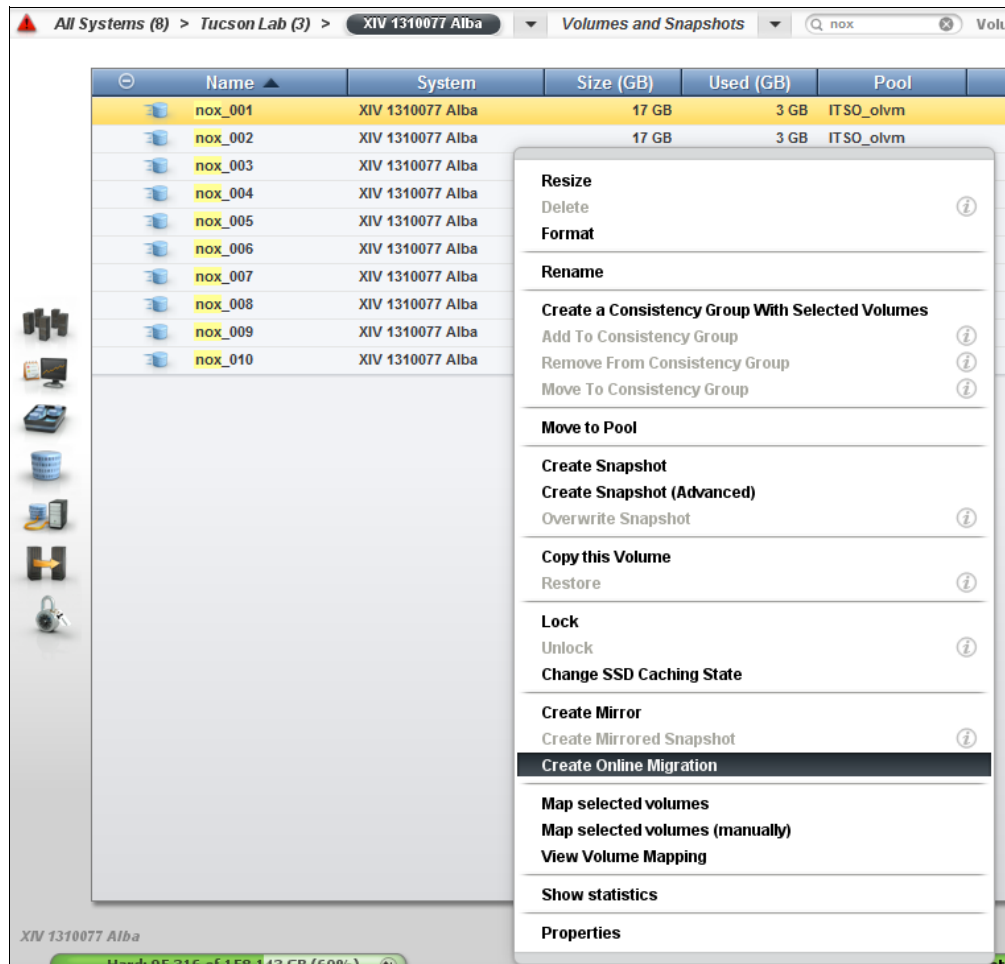 All Systems (8) > Tucson Lab (3) > XIV 1310077 Alba Volumes and Snapshots nox
Name System Size (GB) Used (GB) Pool
nox_001 XIV 1310077 Alba 17 GB 3 GB ITSO_olvm
nox_002 XIV 1310077 Alba 17 GB 3 GB ITSO_olvm
nox_003 XIV 1310077 Alba
nox_004 XIV 1310077 Alba
nox_005 XIV 1310077 Alba
nox_006 XIV 1310077 Alba
nox_007 XIV 1310077 Alba
nox_008 XIV 1310077 Alba
nox_009 XIV 1310077 Alba
nox_010 XIV 1310077 Alba
Resize
Delete
Format
Rename
Create a Consistency Group With Selected Volumes
Add To Consistency Group
Remove From Consistency Group
Move To Consistency Group
Move to Pool
Create Snapshot
Create Snapshot (Advanced)
Overwrite Snapshot
Copy this Volume
Restore
Lock
Unlock
Change SSD Caching State
Create Mirror
Create Mirrored Snapshot
Create Online Migration
Map selected volumes
Map selected volumes (manually)
View Volume Mapping
Show statistics
Properties
XIV 1310077 Alba